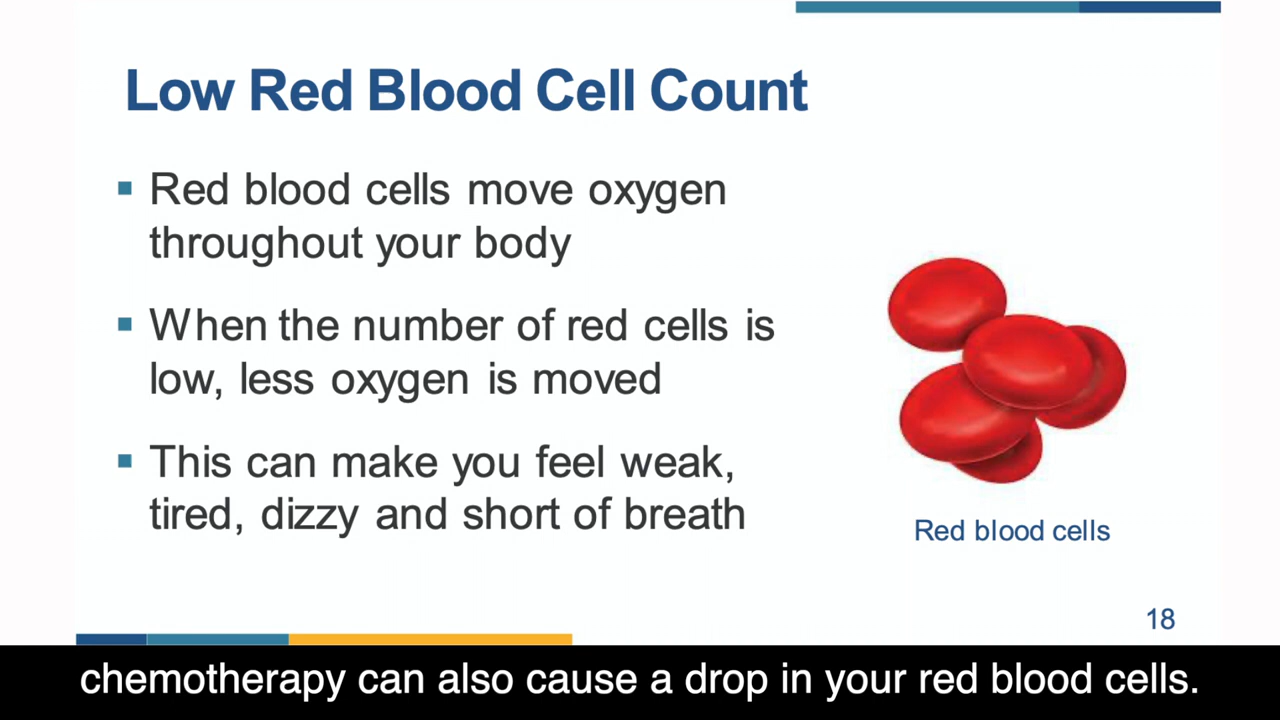 Low Red Blood Cell Count
Red blood cells move oxygen
throughout your body
When the number of red cells is
low, less oxygen is moved
This can make you feel weak,
tired, dizzy and short of breath
Red blood cells
18
chemotherapy can also cause a drop in your red blood cells.